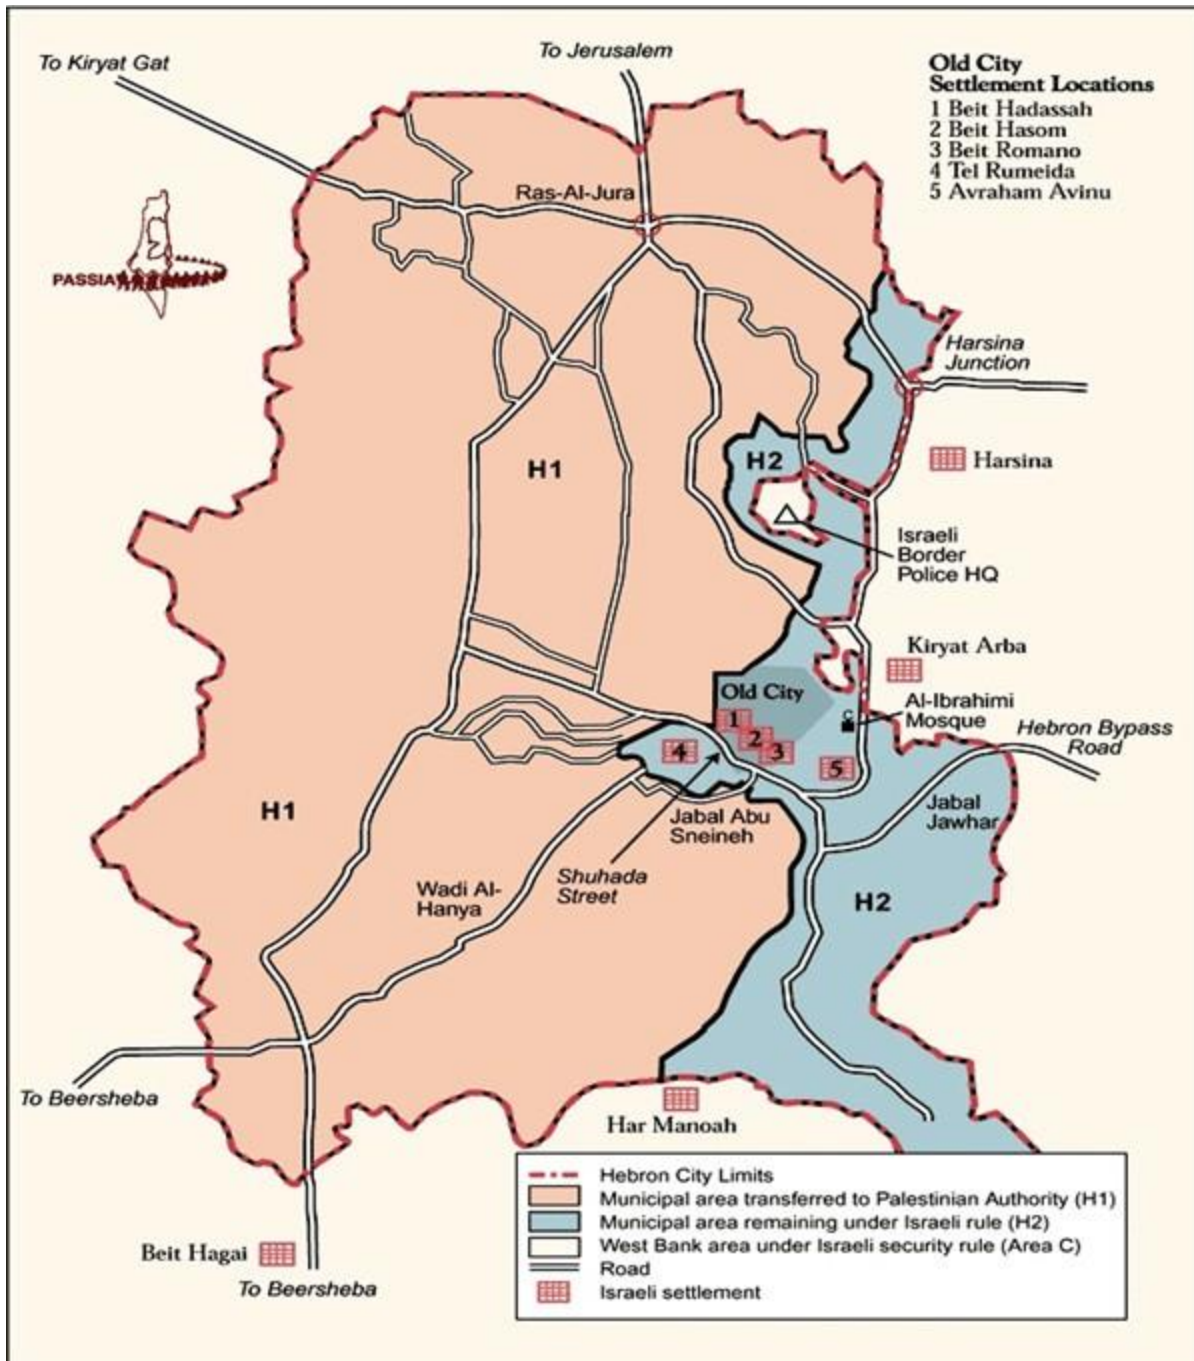 To Kiryat Gat
To Jerusalem
Old City
Settlement Locations
1 Beit Hadassah
2 Beit Hasom
3 Beit Romano
4 Tel Rumeida
5 Avraham Avinu
Ras-Al-Jura
PASSIA
Harsina
Junction
H1
H2
Harsina
Israeli
Border
Police HQ
Kiryat Arba
Old City
Al-Ibrahimi
Mosque
Hebron Bypass
Road
1
2
3
4
5
H1
Jabal Abu
Sneineh
Jabal
Jawhar
Shuhada
Street
Wadi Al-
Hanya
H2
To Beersheba
Har Manoah
Hebron City Limits
Municipal area transferred to Palestinian Authority (H1)
Municipal area remaining under Israeli rule (H2)
West Bank area under Israeli security rule (Area C)
Road
Israeli settlement
Beit Hagai
To Beersheba